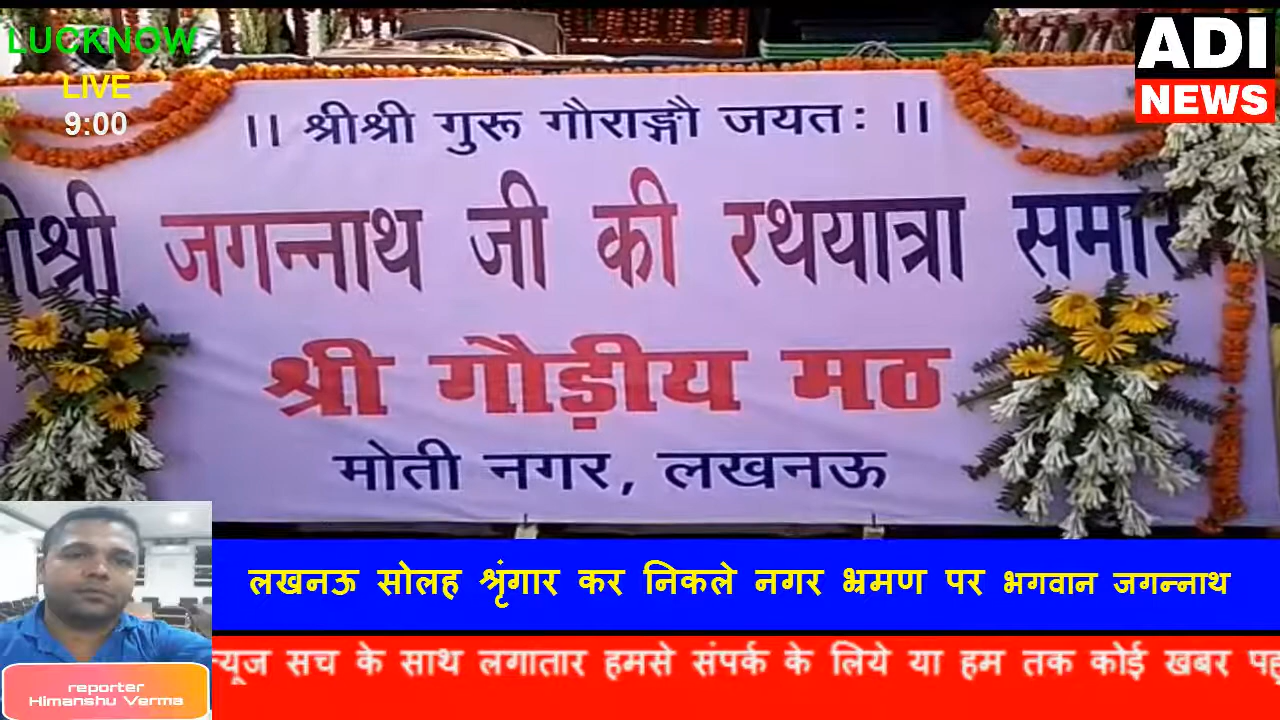 LUCKNOW
LIVE
9:00
ADI
NEWS
।। श्रीश्री गुरू गौराङ्गौ जयतः ।।
जगन्नाथ जी की रथयात्रा
श्री गौड़ीय मठ
मोती नगर, लखनऊ
लखनऊ सोलह श्रृंगार कर निकले नगर भ्रमण पर भगवान जगन्नाथ
सच के साथ लगातार हमसे संपर्क के लिये या हम तक कोई खबर
reporter
Himanshu Verma